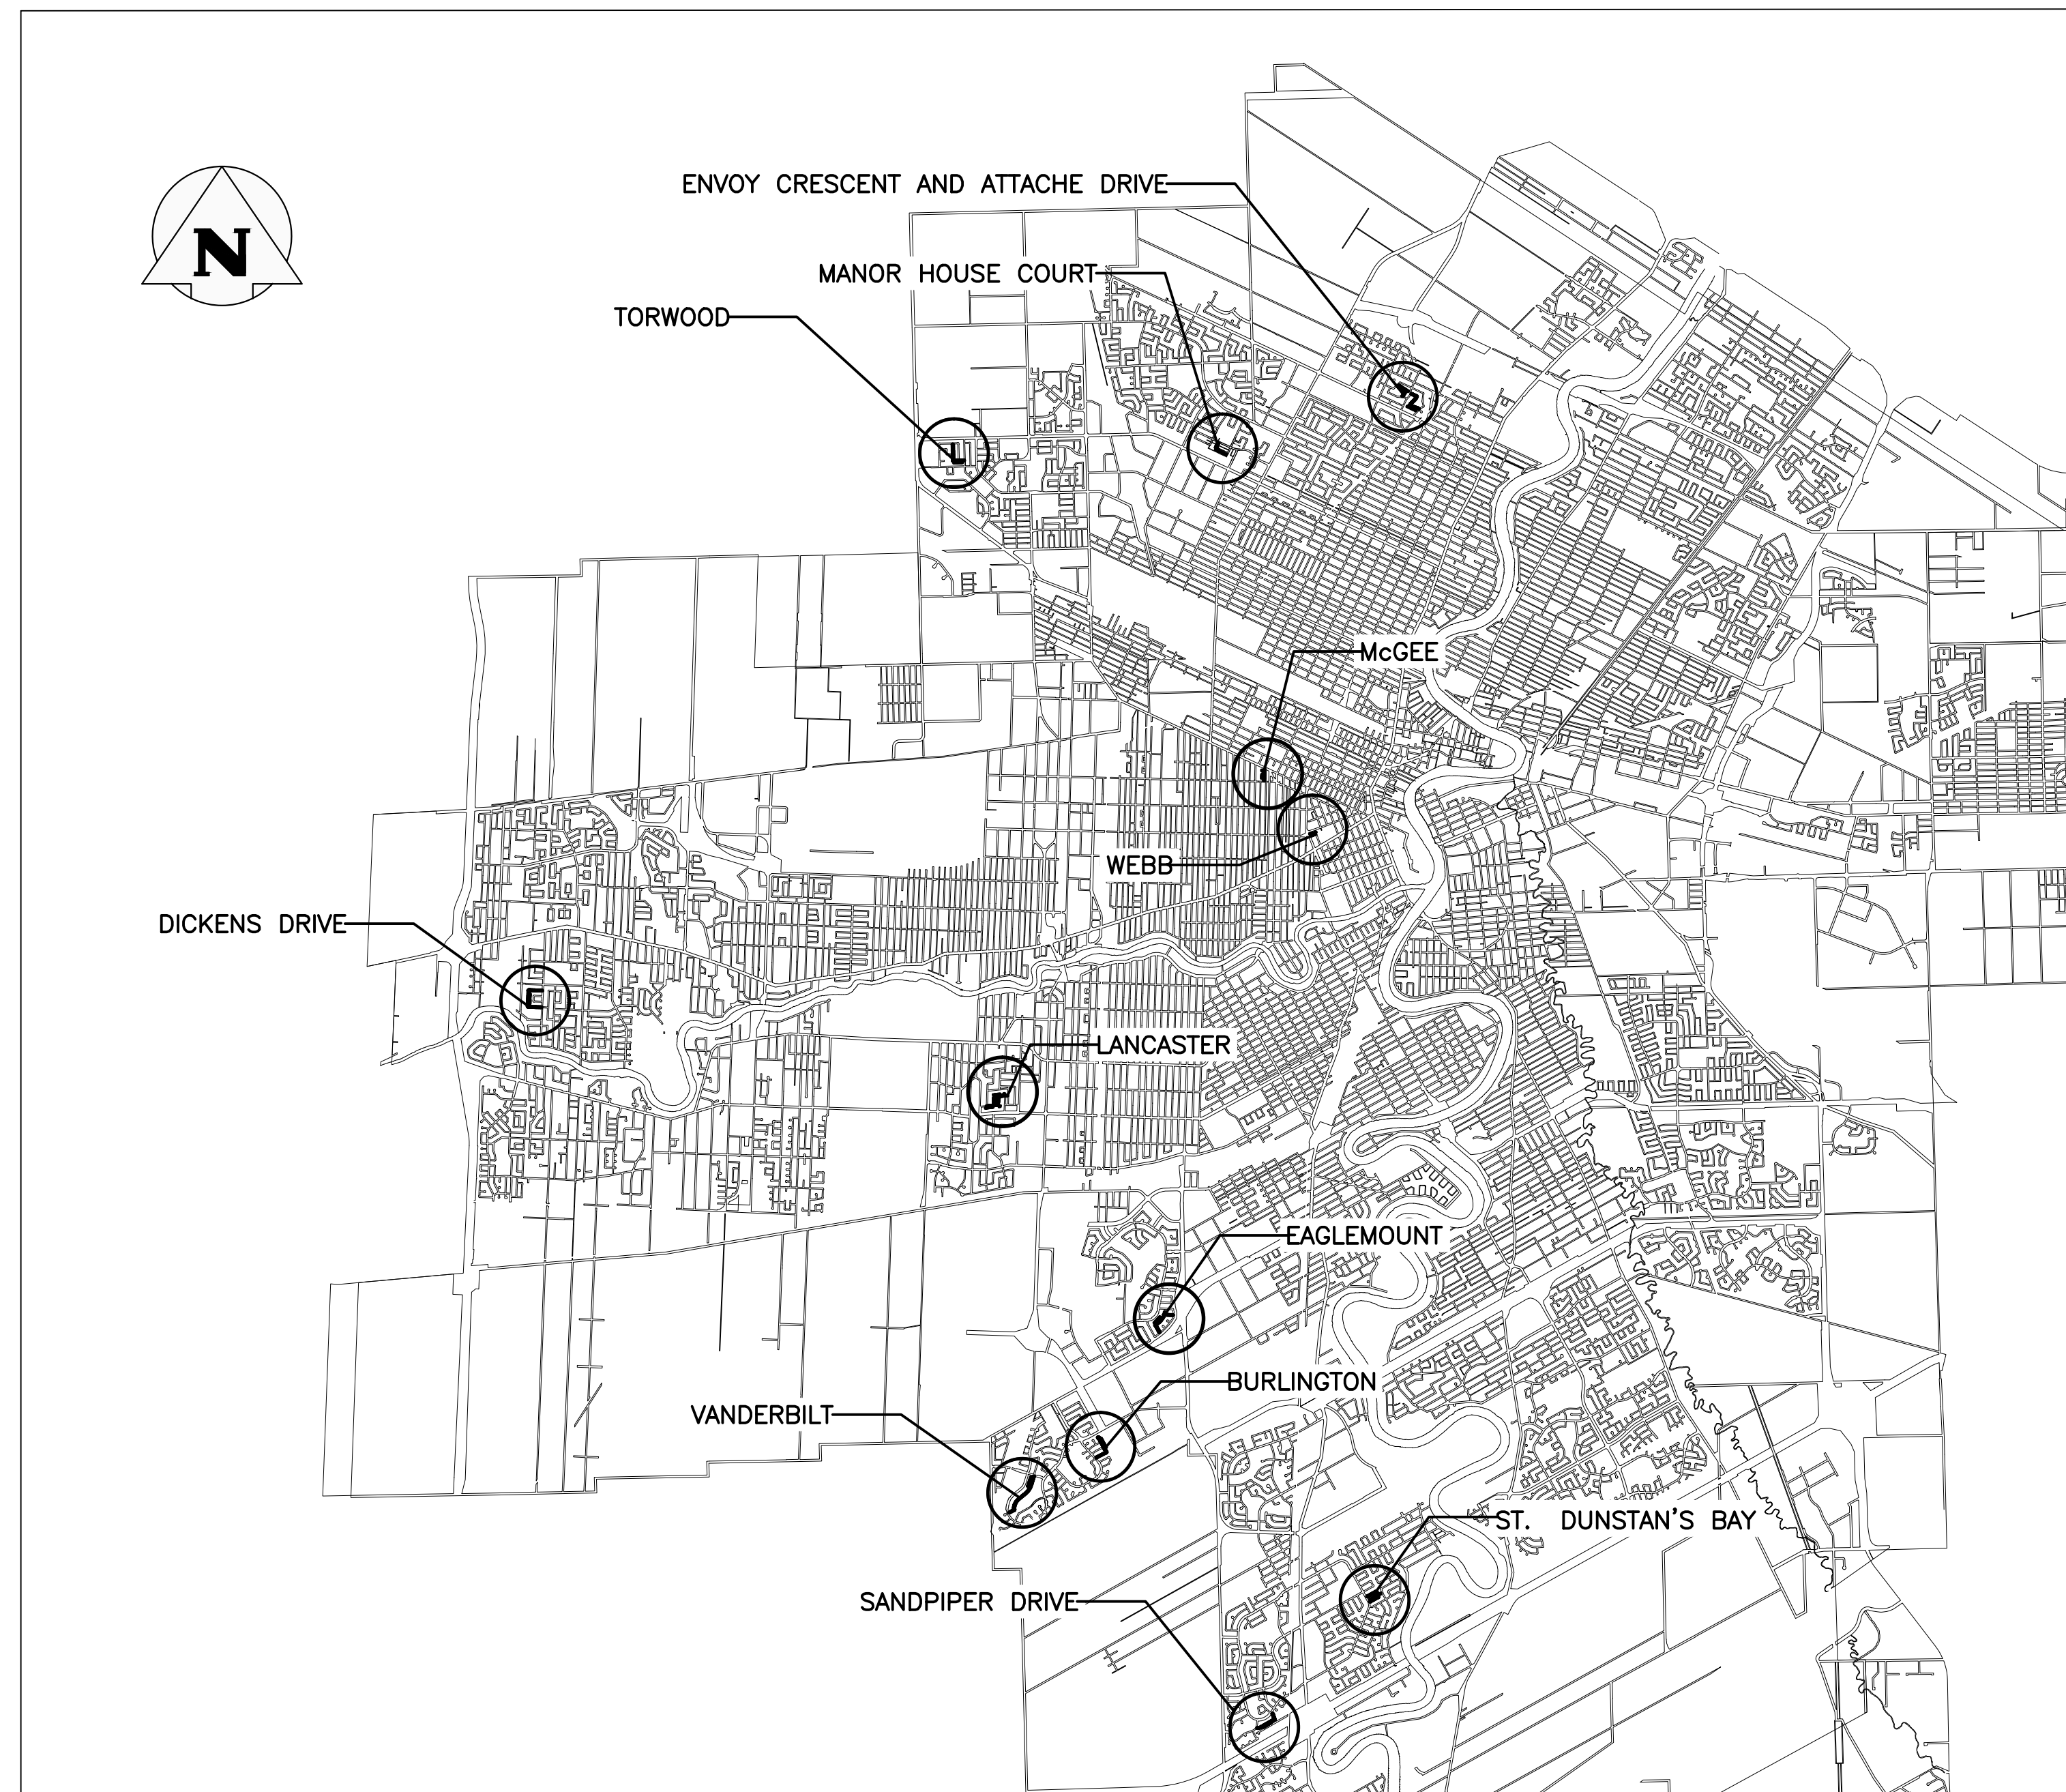 ENVOY CRESCENT AND ATTACHE DRIVE
N
MANOR HOUSE COURT
TORWOOD
McGEE
WEBB
DICKENS DRIVE
LANCASTER
EAGLEMOUNT
BURLINGTON
VANDERBILT
ST. DUNSTAN'S BAY
SANDPIPER DRIVE